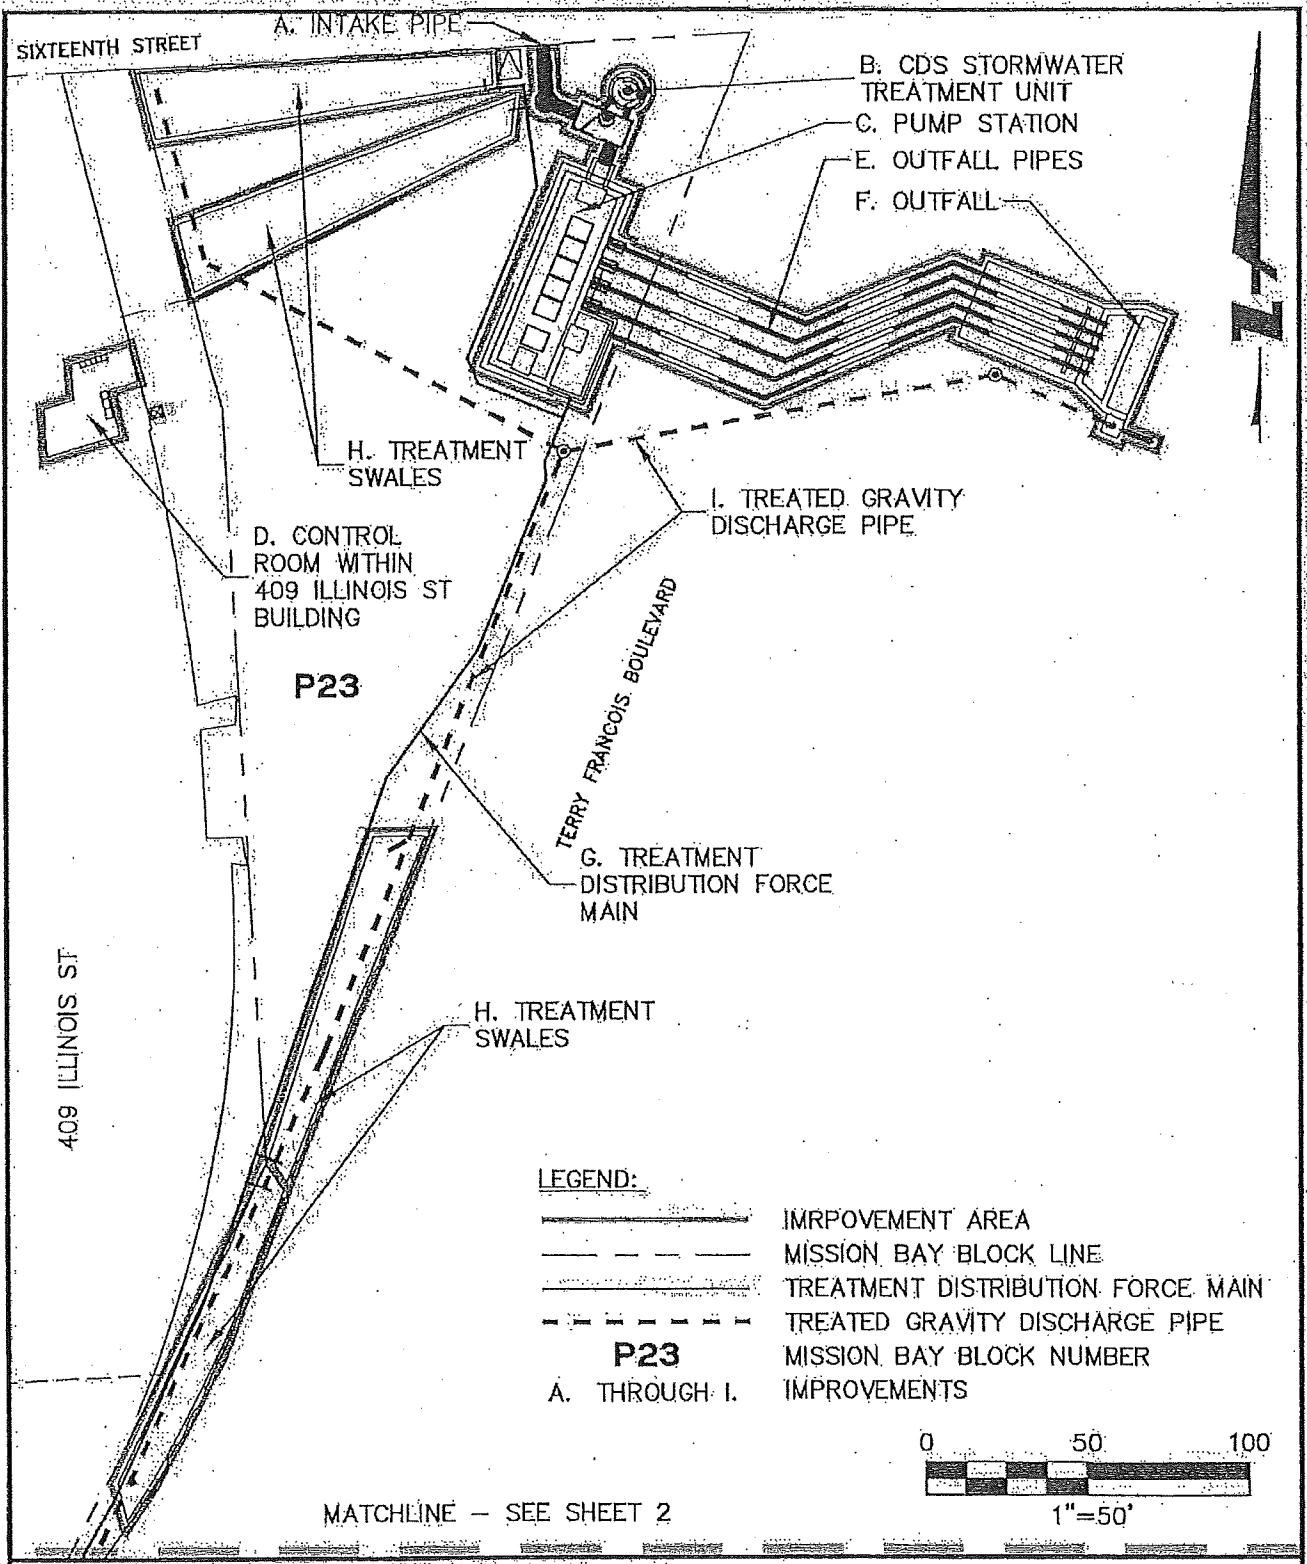 A. INTAKE PIPE
SIXTEENTH STREET
B. CDS STORMWATER
TREATMENT UNIT
C. PUMP STATION
E. OUTFALL PIPES
F. OUTFALL
Z
H. TREATMENT
SWALES
I. TREATED GRAVITY
DISCHARGE PIPE
D. CONTROL
ROOM WITHIN
409 ILLINOIS ST
BUILDING
P23
TERRY FRANCOIS BOULEVARD
G. TREATMENT
DISTRIBUTION FORCE
MAIN
409 ILLINOIS ST
H. TREATMENT
SWALES
LEGEND:
IMRPOVEMENT AREA
MISSION BAY BLOCK LINE
TREATMENT DISTRIBUTION FORCE MAIN
TREATED GRAVITY DISCHARGE PIPE
P23 MISSION BAY BLOCK NUMBER
A. THROUGH I. IMPROVEMENTS
0 50 100
1"=50'
MATCHLINE – SEE SHEET 2